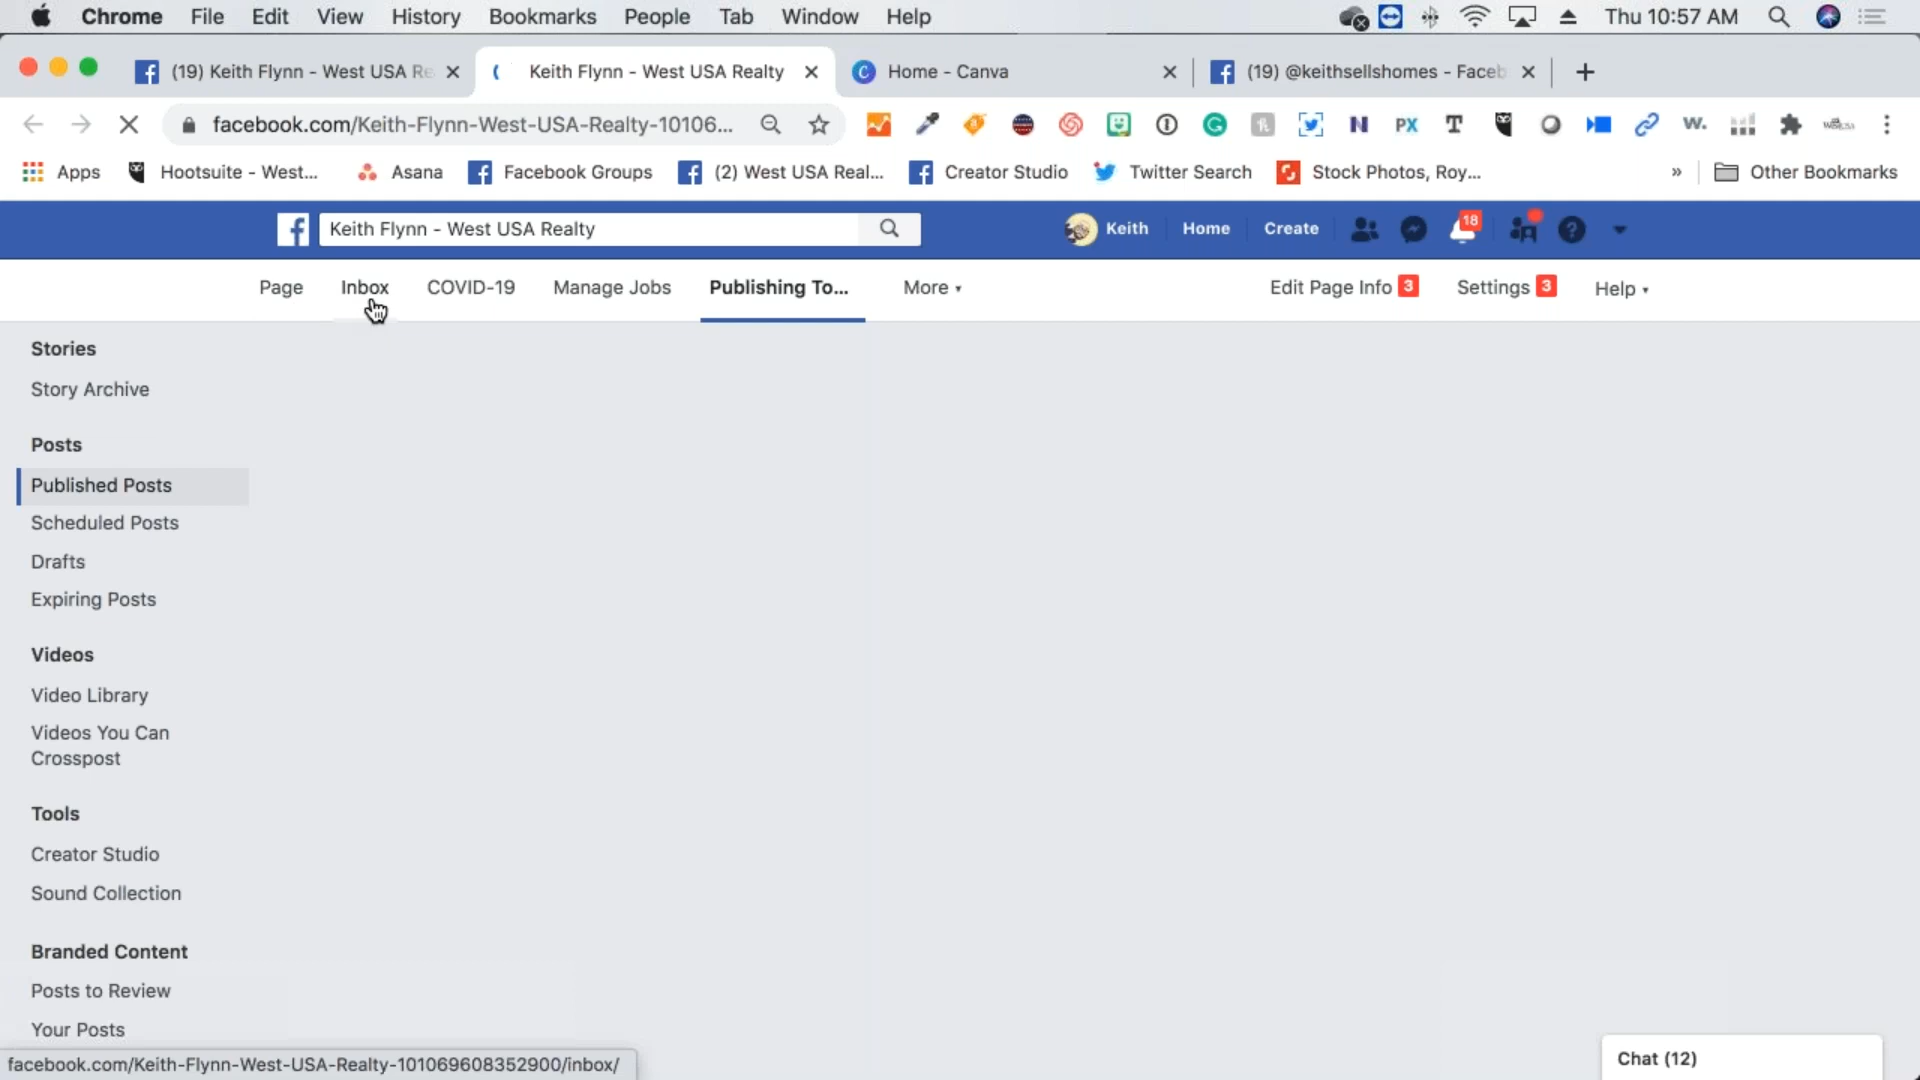 Chrome File Edit View History Bookmarks People Tab Window Help Thu 10:57 AM
(19) Keith Flynn - West USA Re
Keith Flynn - West USA Realty
Home - Canva
(19) @keithsellshomes - Faceb
facebook.com/Keith-Flynn-West-USA-Realty-10106...
Apps Hootsuite - West... Asana Facebook Groups (2) West USA Real... Creator Studio Twitter Search Stock Photos, Roy... » Other Bookmarks
Keith Flynn - West USA Realty
Keith Home Create 18
Page Inbox COVID-19 Manage Jobs Publishing To... More Edit Page Info 3 Settings 3 Help
Stories
Story Archive
Posts
Published Posts
Scheduled Posts
Drafts
Expiring Posts
Videos
Video Library
Videos You Can
Crosspost
Tools
Creator Studio
Sound Collection
Branded Content
Posts to Review
Your Posts
facebook.com/Keith-Flynn-West-USA-Realty-101069608352900/inbox/
Chat (12)